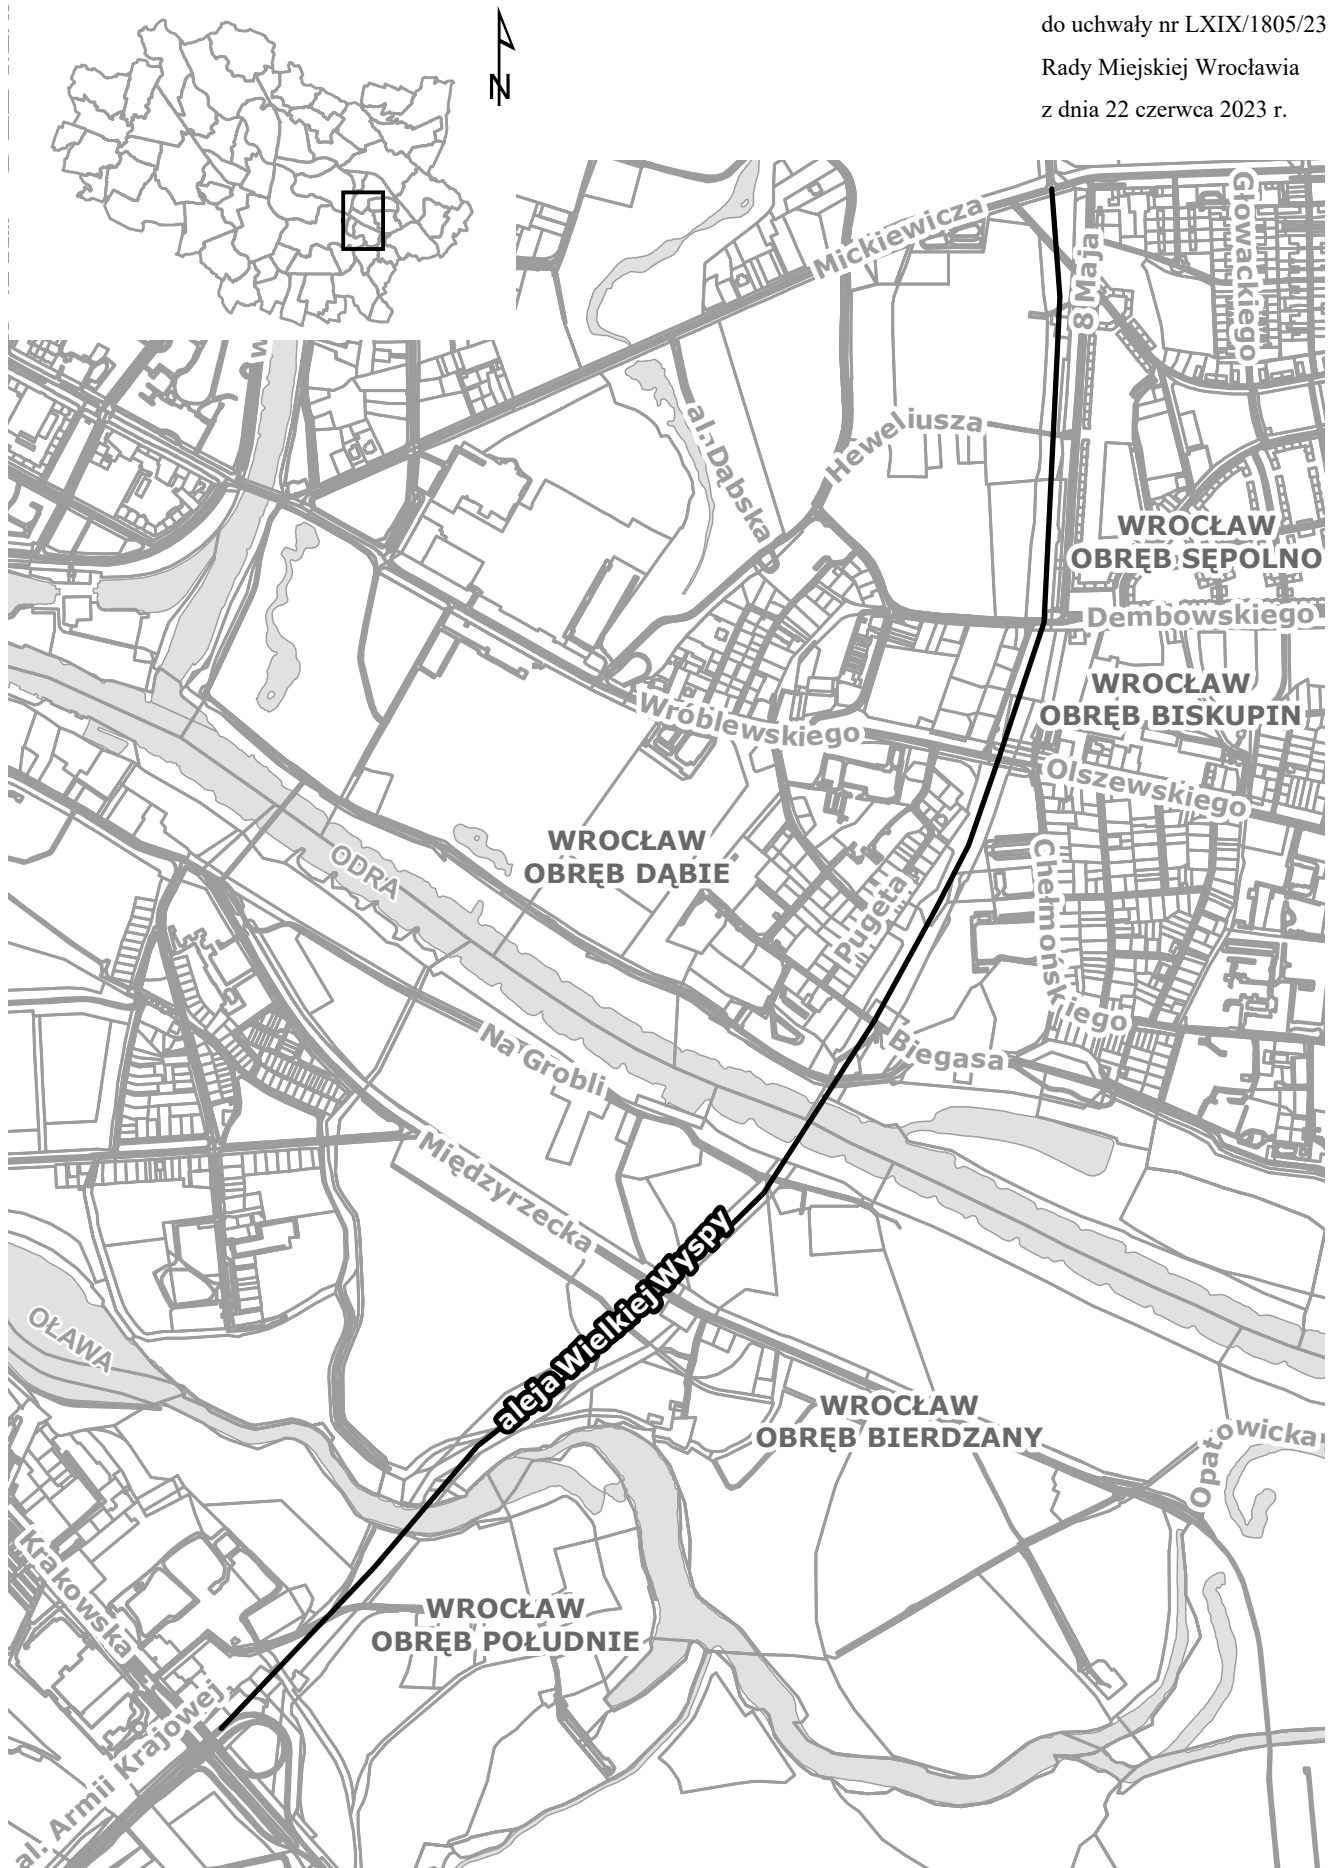 do uchwały nr LXIX/1805/23
Rady Miejskiej Wrocławia
z dnia 22 czerwca 2023 r.
N
Mickiewicza
Głowackiego
8 Maja
al. Dąbska
Heweliusza
WROCŁAW
OBRĘB SĘPOLNO
Dembowskiego
WROCŁAW
OBRĘB BISKUPIN
Wróblewskiego
Olszewskiego
WROCŁAW
OBRĘB DĄBIE
ODRA
Chełmońskiego
Pugeta
Na Grobli
Biegasa
Międzyrzecka
aleja Wielkiej Wyspy
OŁAWA
WROCŁAW
OBRĘB BIERDZANY
Opatowicka
Krakowska
WROCŁAW
OBRĘB POŁUDNIE
al. Armii Krajowej